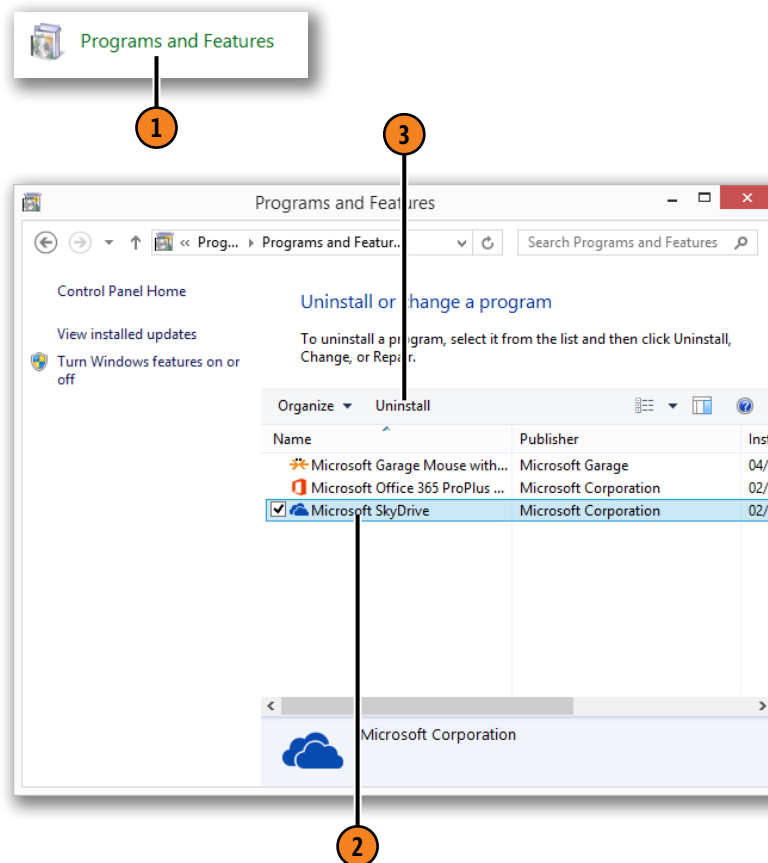 Programs and Features
1
3
Programs and Features
« Prog... Programs and Featur...
Search Programs and Features
Control Panel Home
View installed updates
Turn Windows features on or
off
Uninstall or change a program
To uninstall a program, select it from the list and then click Uninstall,
Change, or Repair.
Organize Uninstall
Name Publisher Inst
Microsoft Garage Mouse with... Microsoft Garage 04/
Microsoft Office 365 ProPlus ... Microsoft Corporation 02/
Microsoft SkyDrive Microsoft Corporation 02/
Microsoft Corporation
2